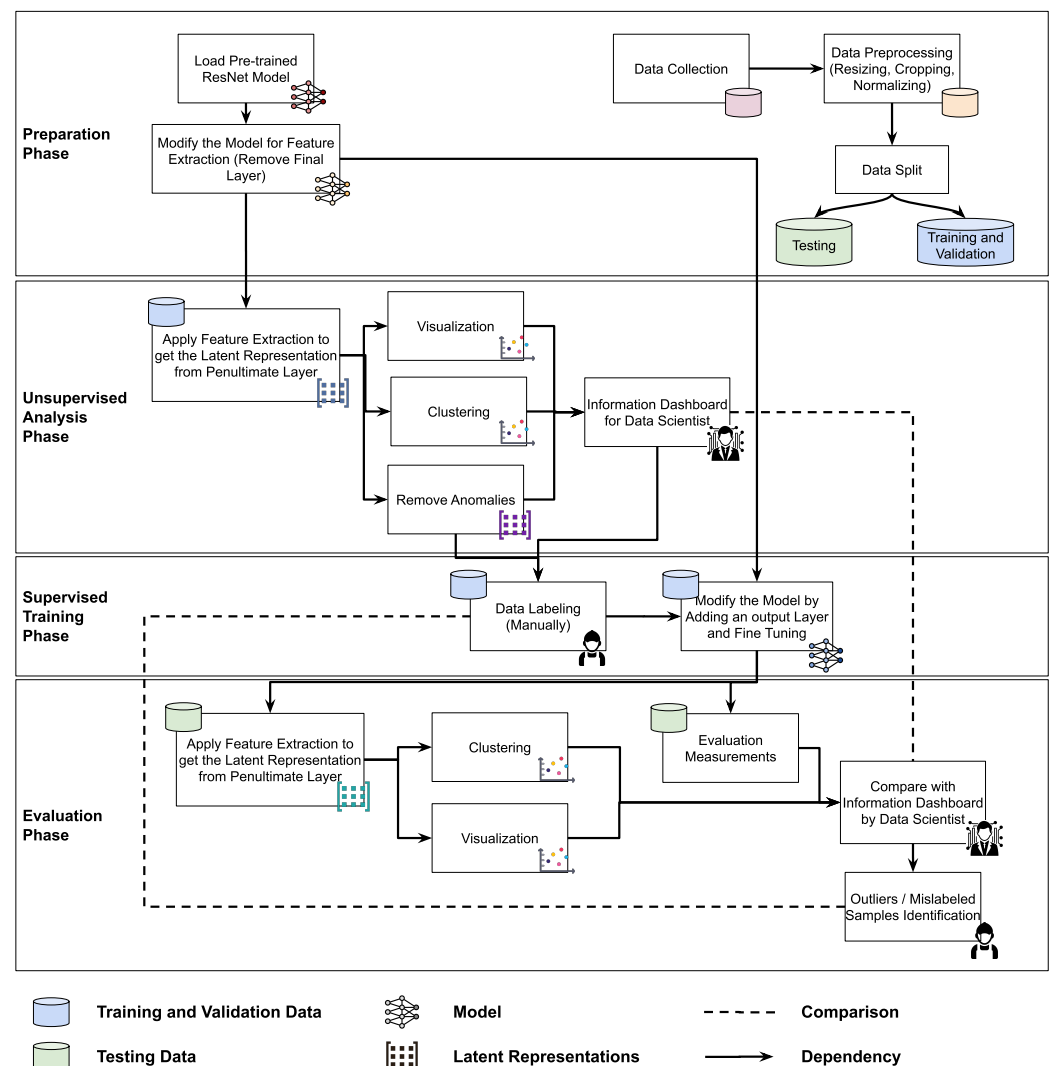 Preparation
Phase
Load Pre-trained
ResNet Model
Modify the Model for Feature
Extraction (Remove Final
Layer)
Data Collection
Data Preprocessing
(Resizing, Cropping,
Normalizing)
Data Split
Testing
Training and
Validation
Unsupervised
Analysis
Phase
Apply Feature Extraction to
get the Latent Representation
from Penultimate Layer
Visualization
Clustering
Remove Anomalies
Information Dashboard
for Data Scientist
Supervised
Training
Phase
Data Labeling
(Manually)
Modify the Model by
Adding an output Layer
and Fine Tuning
Evaluation
Phase
Apply Feature Extraction to
get the Latent Representation
from Penultimate Layer
Clustering
Visualization
Evaluation
Measurements
Compare with
Information Dashboard
by Data Scientist
Outliers / Mislabeled
Samples Identification
Training and Validation Data
Model
Comparison
Testing Data
Latent Representations
Dependency